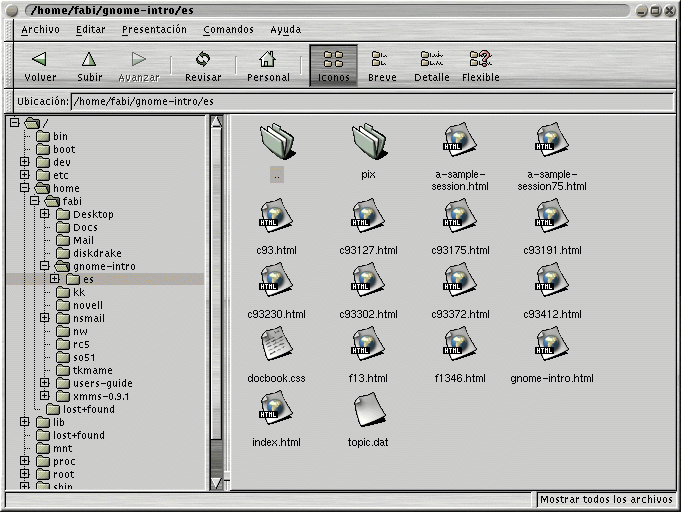 /home/fabi/gnome-intro/es
Archivo Editar Presentación Comandos Ayuda
Volver Subir Avanzar Revisar Personal Iconos Breve Detalle Flexible
Ubicación: /home/fabi/gnome-intro/es
/
bin
boot
dev
etc
home
fabi
Desktop
Docs
Mail
diskdrake
gnome-intro
es
kk
novell
nsmail
nw
rc5
so51
tkmame
users-guide
xmms-0.9.1
lost+found
lib
lost+found
mnt
proc
root
sbin
.. pix a-sample-session.html a-sample-session75.html
c93.html c93127.html c93175.html c93191.html
c93230.html c93302.html c93372.html c93412.html
docbook.css f13.html f1346.html gnome-intro.html
index.html topic.dat
Mostrar todos los archivos